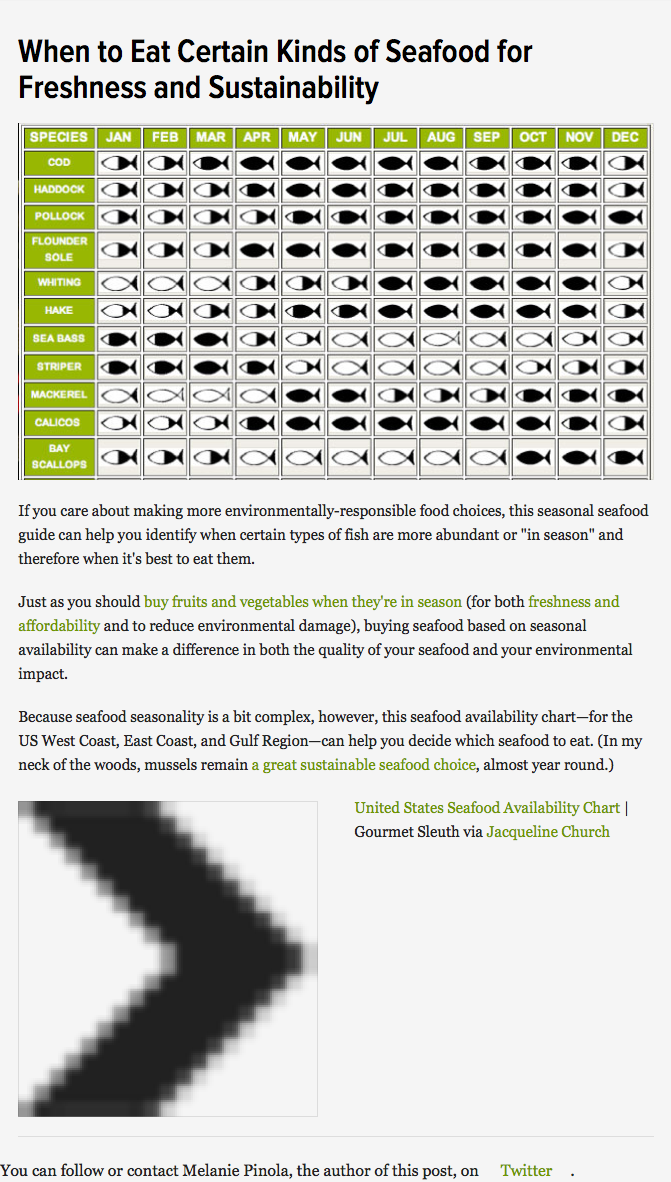 When to Eat Certain Kinds of Seafood for
Freshness and Sustainability
SPECIES JAN FEB MAR APR MAY JUN JUL AUG SEP OCT NOV DEC
COD
HADDOCK
POLLOCK
FLOUNDER
SOLE
WHITING
HAKE
SEA BASS
STRIPER
MACKEREL
CALICOS
BAY
SCALLOPS
If you care about making more environmentally-responsible food choices, this seasonal seafood
guide can help you identify when certain types of fish are more abundant or "in season" and
therefore when it's best to eat them.
Just as you should buy fruits and vegetables when they're in season (for both freshness and
affordability and to reduce environmental damage), buying seafood based on seasonal
availability can make a difference in both the quality of your seafood and your environmental
impact.
Because seafood seasonality is a bit complex, however, this seafood availability chart—for the
US West Coast, East Coast, and Gulf Region—can help you decide which seafood to eat. (In my
neck of the woods, mussels remain a great sustainable seafood choice, almost year round.)
United States Seafood Availability Chart |
Gourmet Sleuth via Jacqueline Church
You can follow or contact Melanie Pinola, the author of this post, on Twitter .